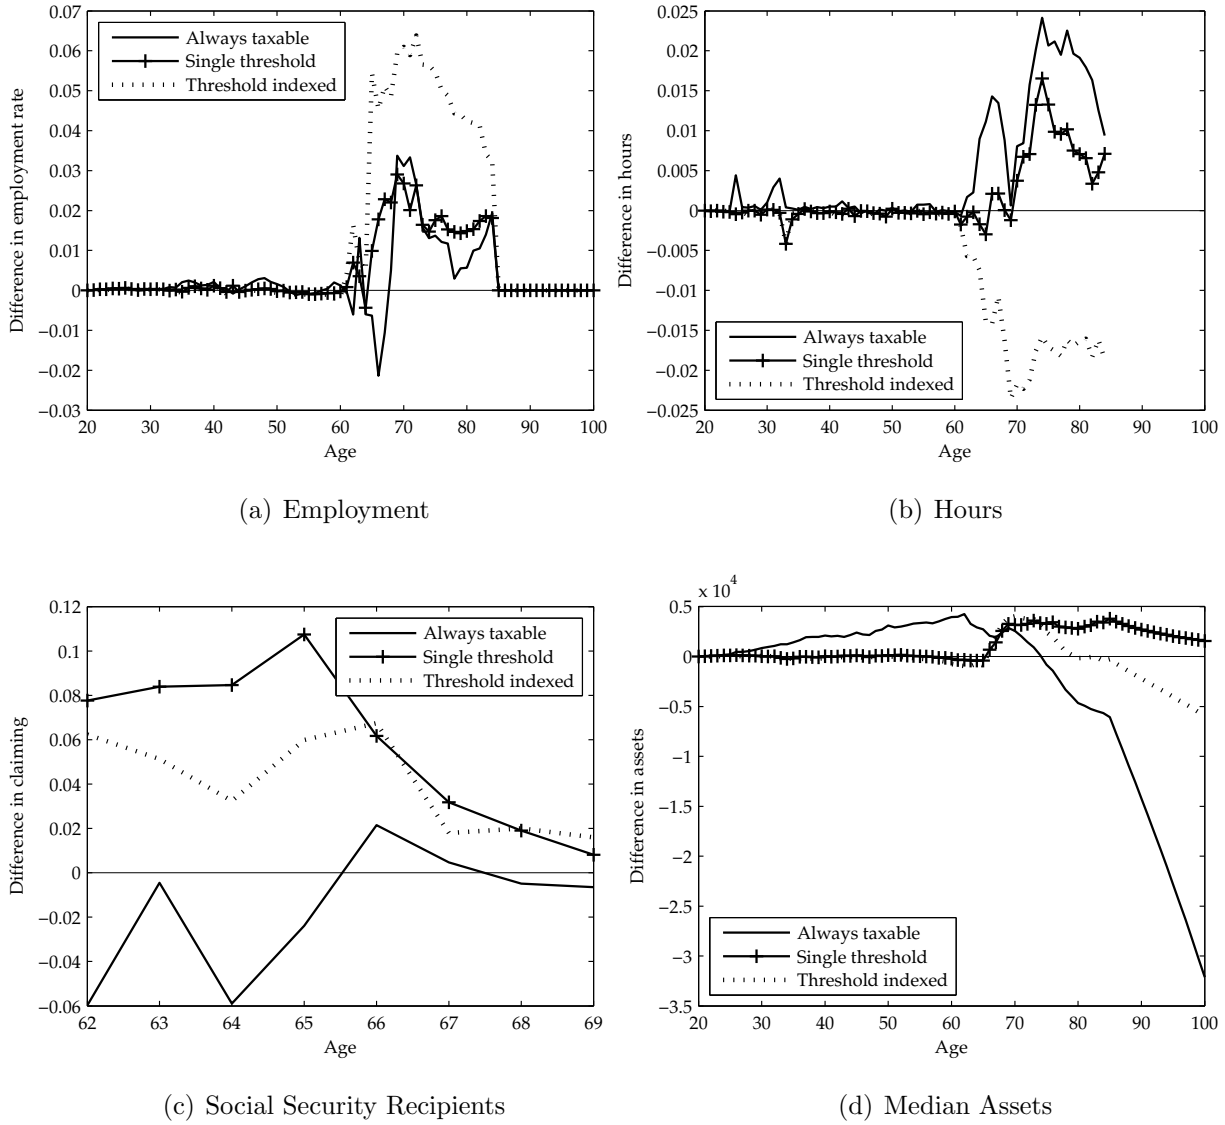 0.07
0.06
0.05
0.04
0.03
0.02
0.01
0
−0.01
−0.02
−0.03
Difference in employment rate
Always taxable
Single threshold
Threshold indexed
20 30 40 50 60 70 80 90 100
Age
(a) Employment
0.025
0.02
0.015
0.01
0.005
0
−0.005
−0.01
−0.015
−0.02
−0.025
Difference in hours
Always taxable
Single threshold
Threshold indexed
20 30 40 50 60 70 80 90 100
Age
(b) Hours
0.12
0.1
0.08
0.06
0.04
0.02
0
−0.02
−0.04
−0.06
Difference in claiming
Always taxable
Single threshold
Threshold indexed
62 63 64 65 66 67 68 69
Age
(c) Social Security Recipients
x 10^4
0.5
0
−0.5
−1
−1.5
−2
−2.5
−3
−3.5
Difference in assets
Always taxable
Single threshold
Threshold indexed
20 30 40 50 60 70 80 90 100
Age
(d) Median Assets